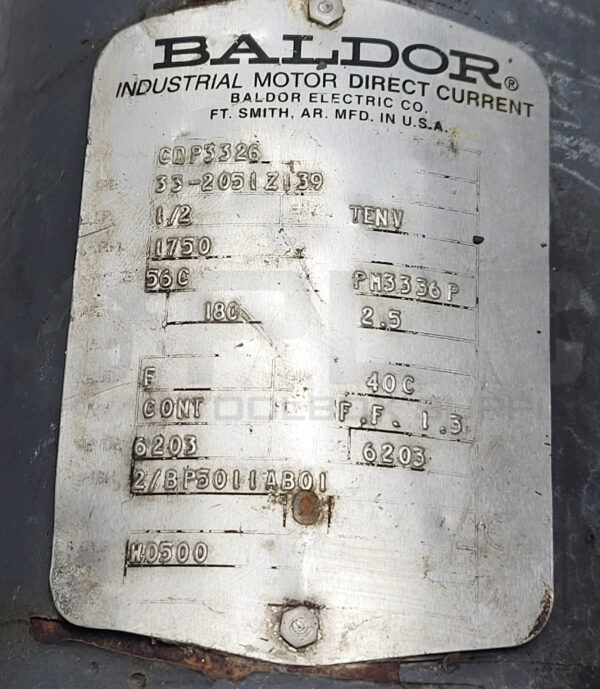 BALDOR®
INDUSTRIAL MOTOR DIRECT CURRENT
BALDOR ELECTRIC CO.
FT. SMITH, AR. MFD. IN U.S.A.
CDP3326
33-2051Z139
1/2 TENV
1750
56C PM3336P
180 2.5
F 40C
CONT F.F. 1.3
6203 6203
2/BP5011AB01
W0500